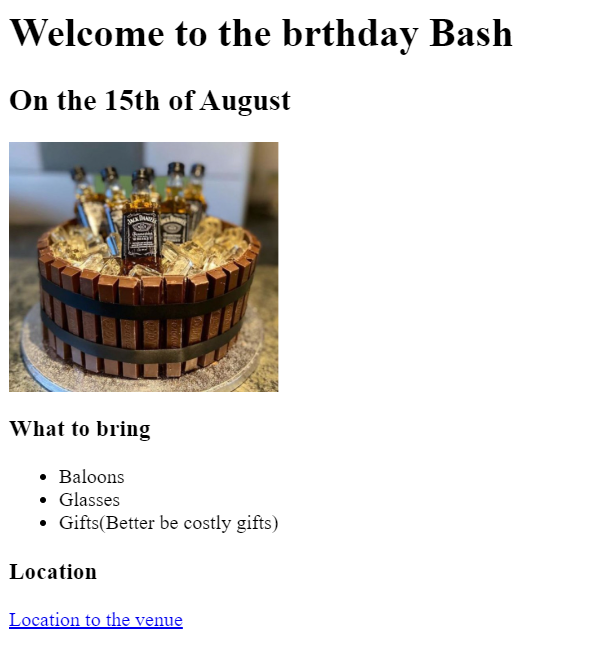 Welcome to the brthday Bash
On the 15th of August
JACK DANIEL'S
What to bring
Baloons
Glasses
Gifts(Better be costly gifts)
Location
Location to the venue